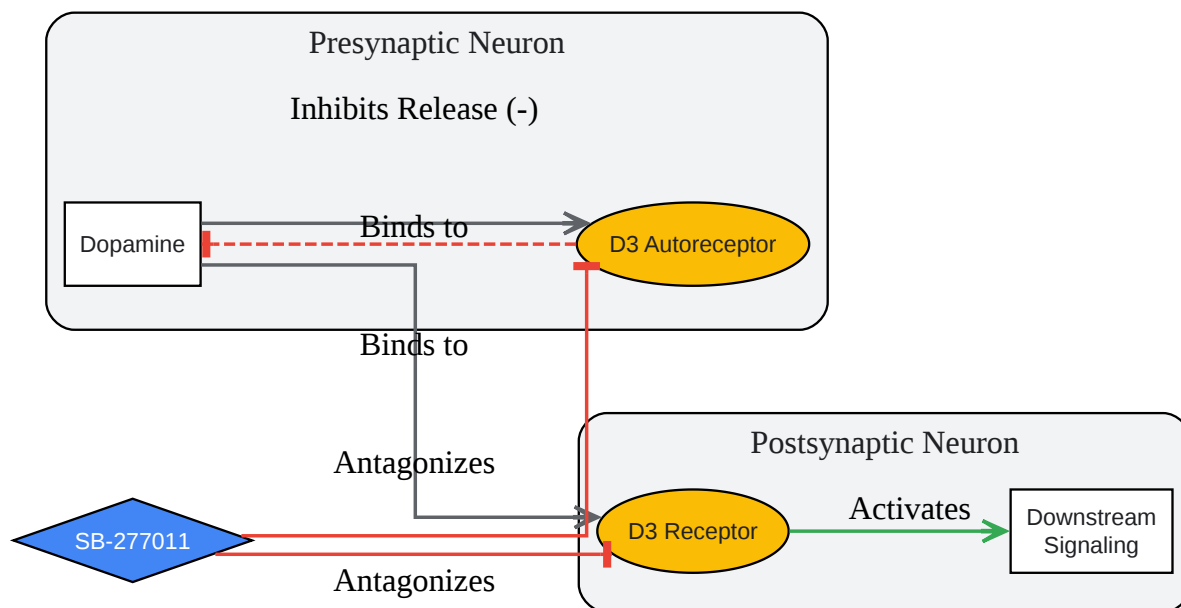 Presynaptic Neuron
Inhibits Release (-)
Binds to
Dopamine
D3 Autoreceptor
Binds to
Postsynaptic Neuron
Antagonizes
Activates
D3 Receptor
Downstream
Signaling
SB-277011
Antagonizes